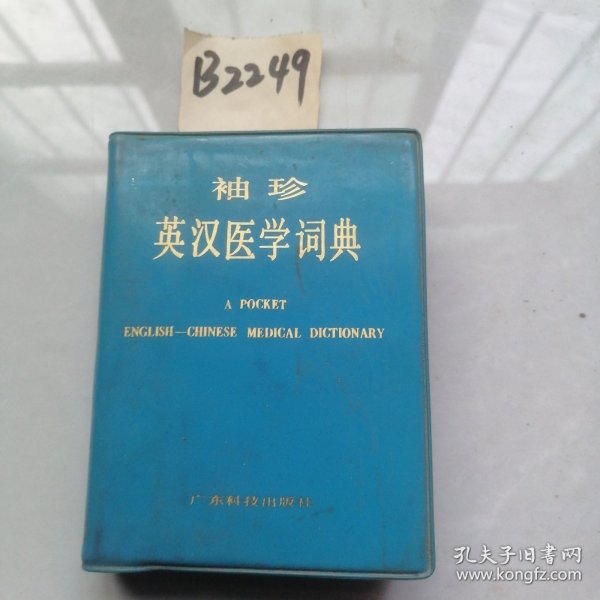 B2249
袖珍
英汉医学词典
A POCKET
ENGLISH—CHINESE MEDICAL DICTIONARY
广东科技出版社
孔夫子旧书网
www.kongfz.com